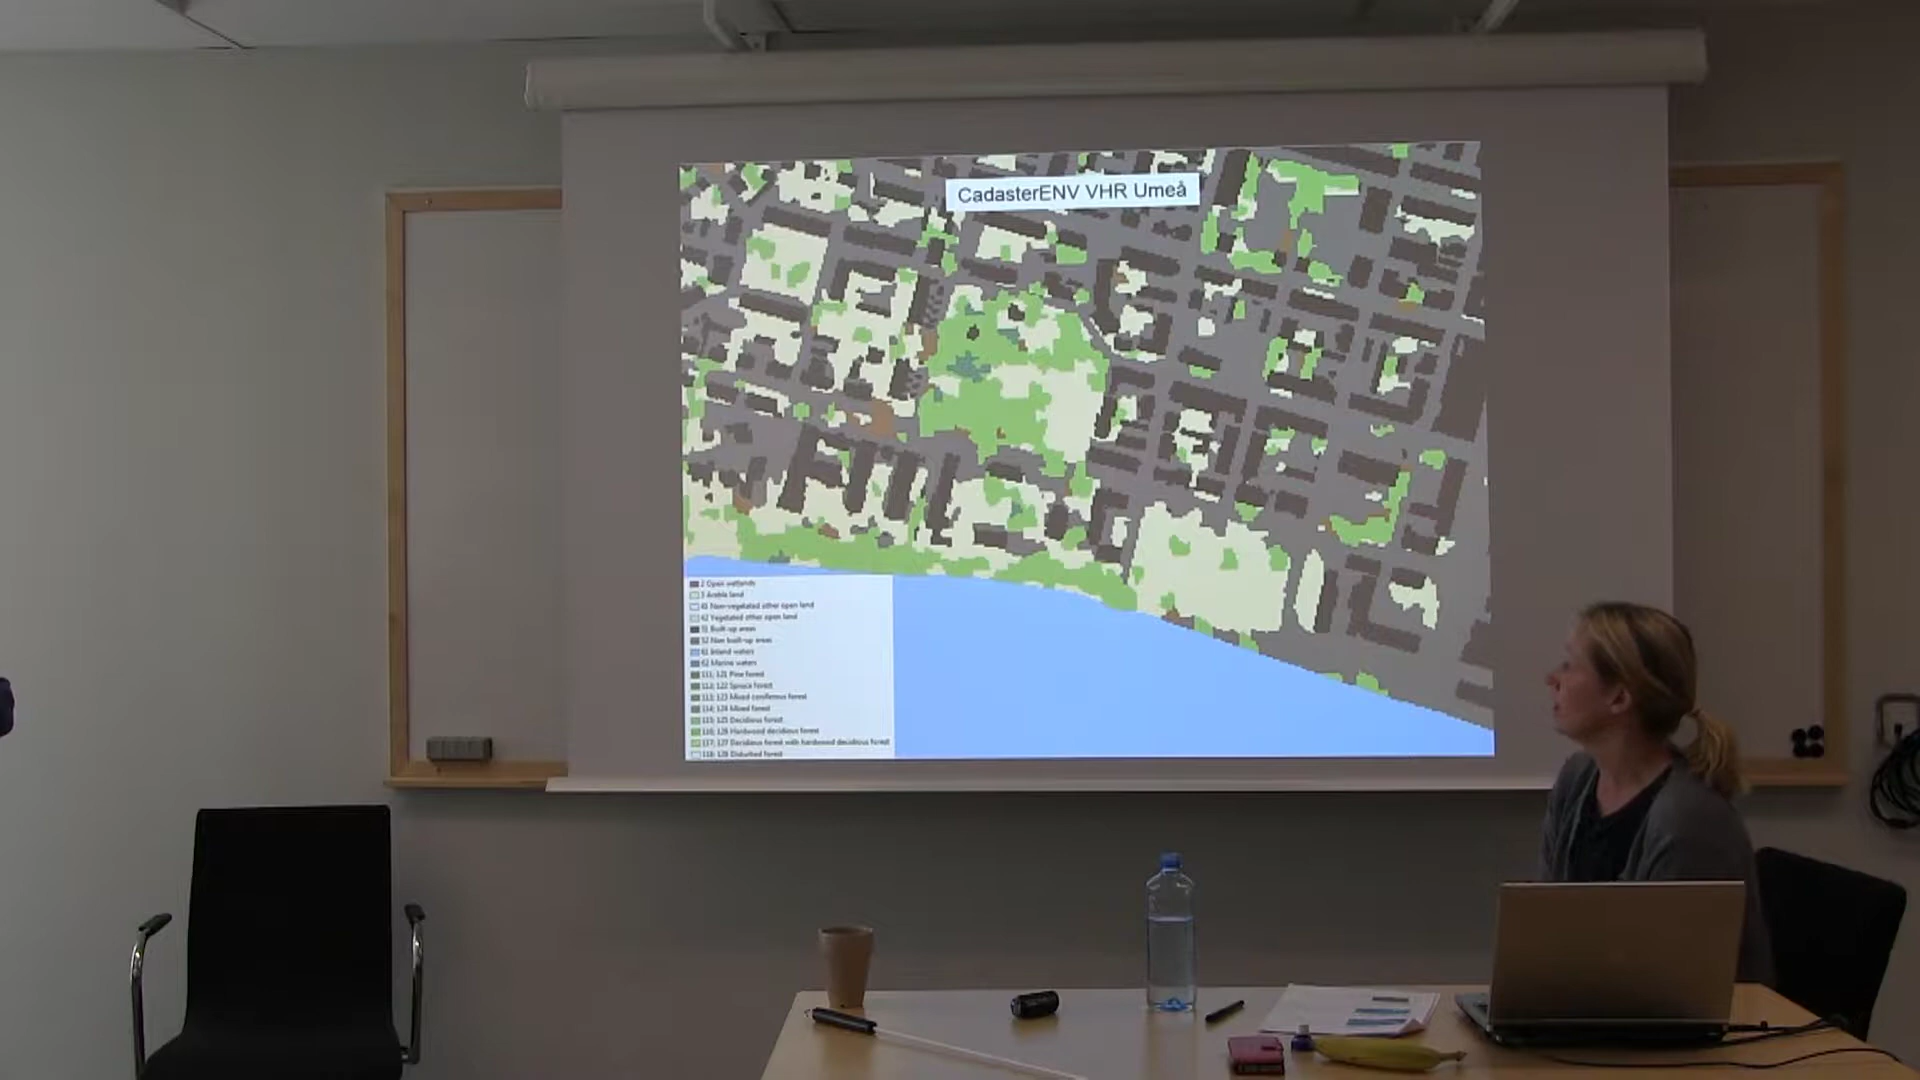 CadasterENV VHR Umeå
2 Open wetlands
3 Arable land
41 Non-vegetated other open land
42 Vegetated other open land
51 Built-up areas
52 Non built-up areas
61 Inland waters
62 Marine waters
111; 121 Pine forest
112; 122 Spruce forest
113; 123 Mixed coniferous forest
114; 124 Mixed forest
115; 125 Deciduous forest
116; 126 Hardwood deciduous forest
117; 127 Deciduous forest with hardwood deciduous forest
118; 128 Disturbed forest